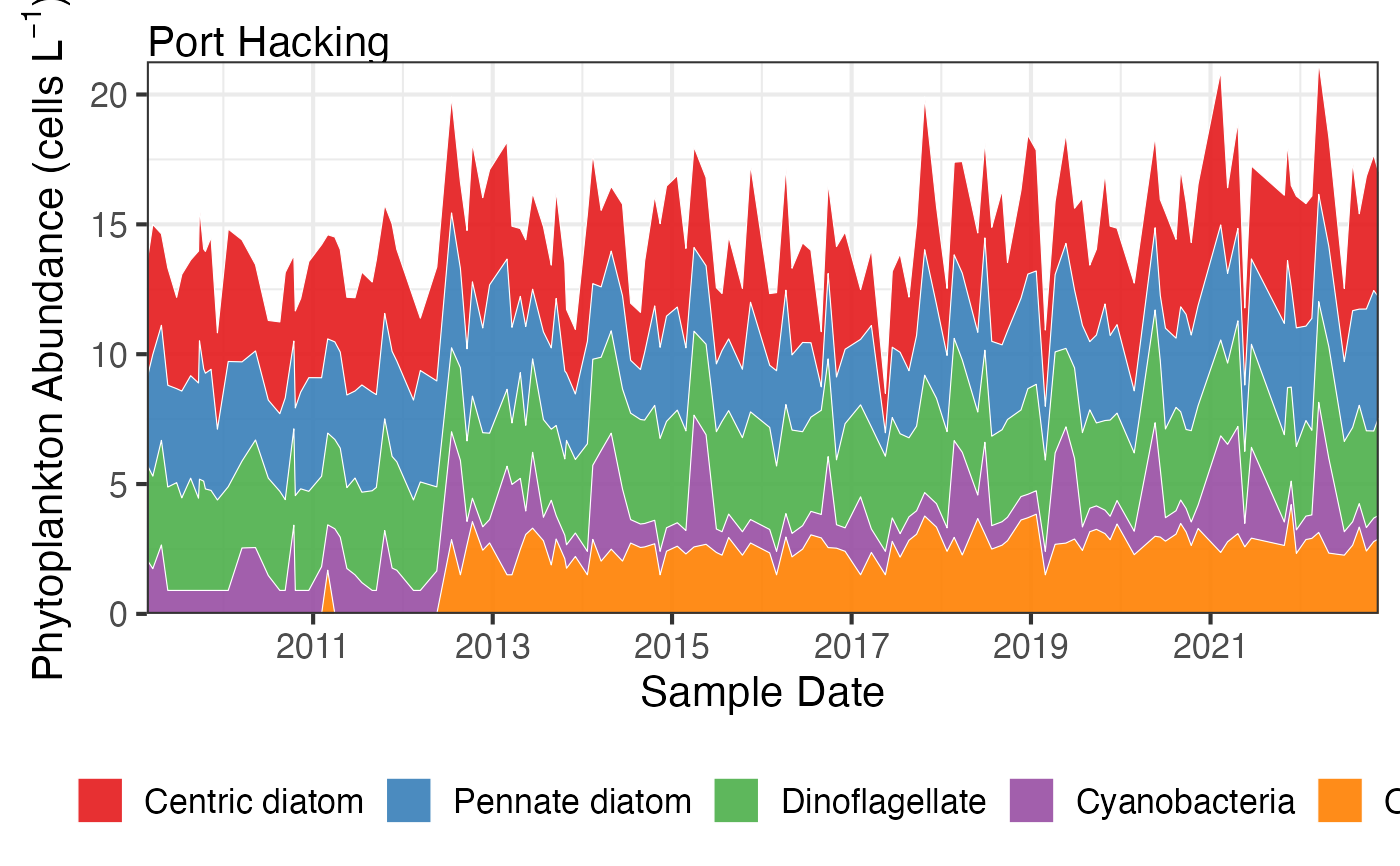 Port Hacking
Phytoplankton Abundance (cells L⁻¹)
20
15
10
5
0
2011 2013 2015 2017 2019 2021
Sample Date
Centric diatom Pennate diatom Dinoflagellate Cyanobacteria